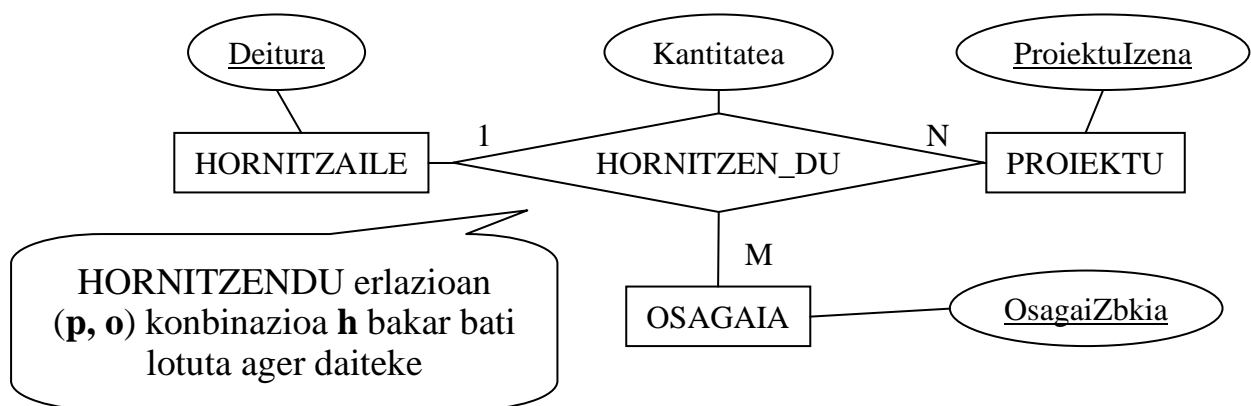 Deitura
Kantitatea
ProiektuIzena
1
N
HORNITZAILE
HORNITZEN_DU
PROIEKTU
M
HORNITZENDU erlazioan
(p, o) konbinazioa h bakar bati
lotuta ager daiteke
OSAGAIA
OsagaiZbkia